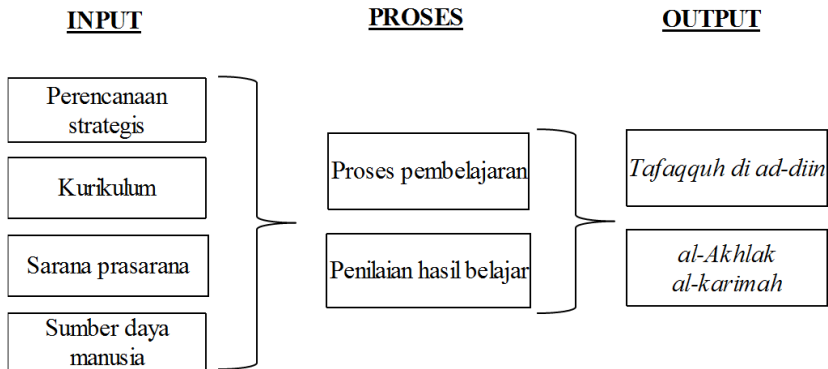 INPUT
PROSES
OUTPUT
Perencanaan
strategis
Kurikulum
Sarana prasarana
Sumber daya
manusia
Proses pembelajaran
Penilaian hasil belajar
Tafaqquh di ad-diin
al-Akhlak
al-karimah